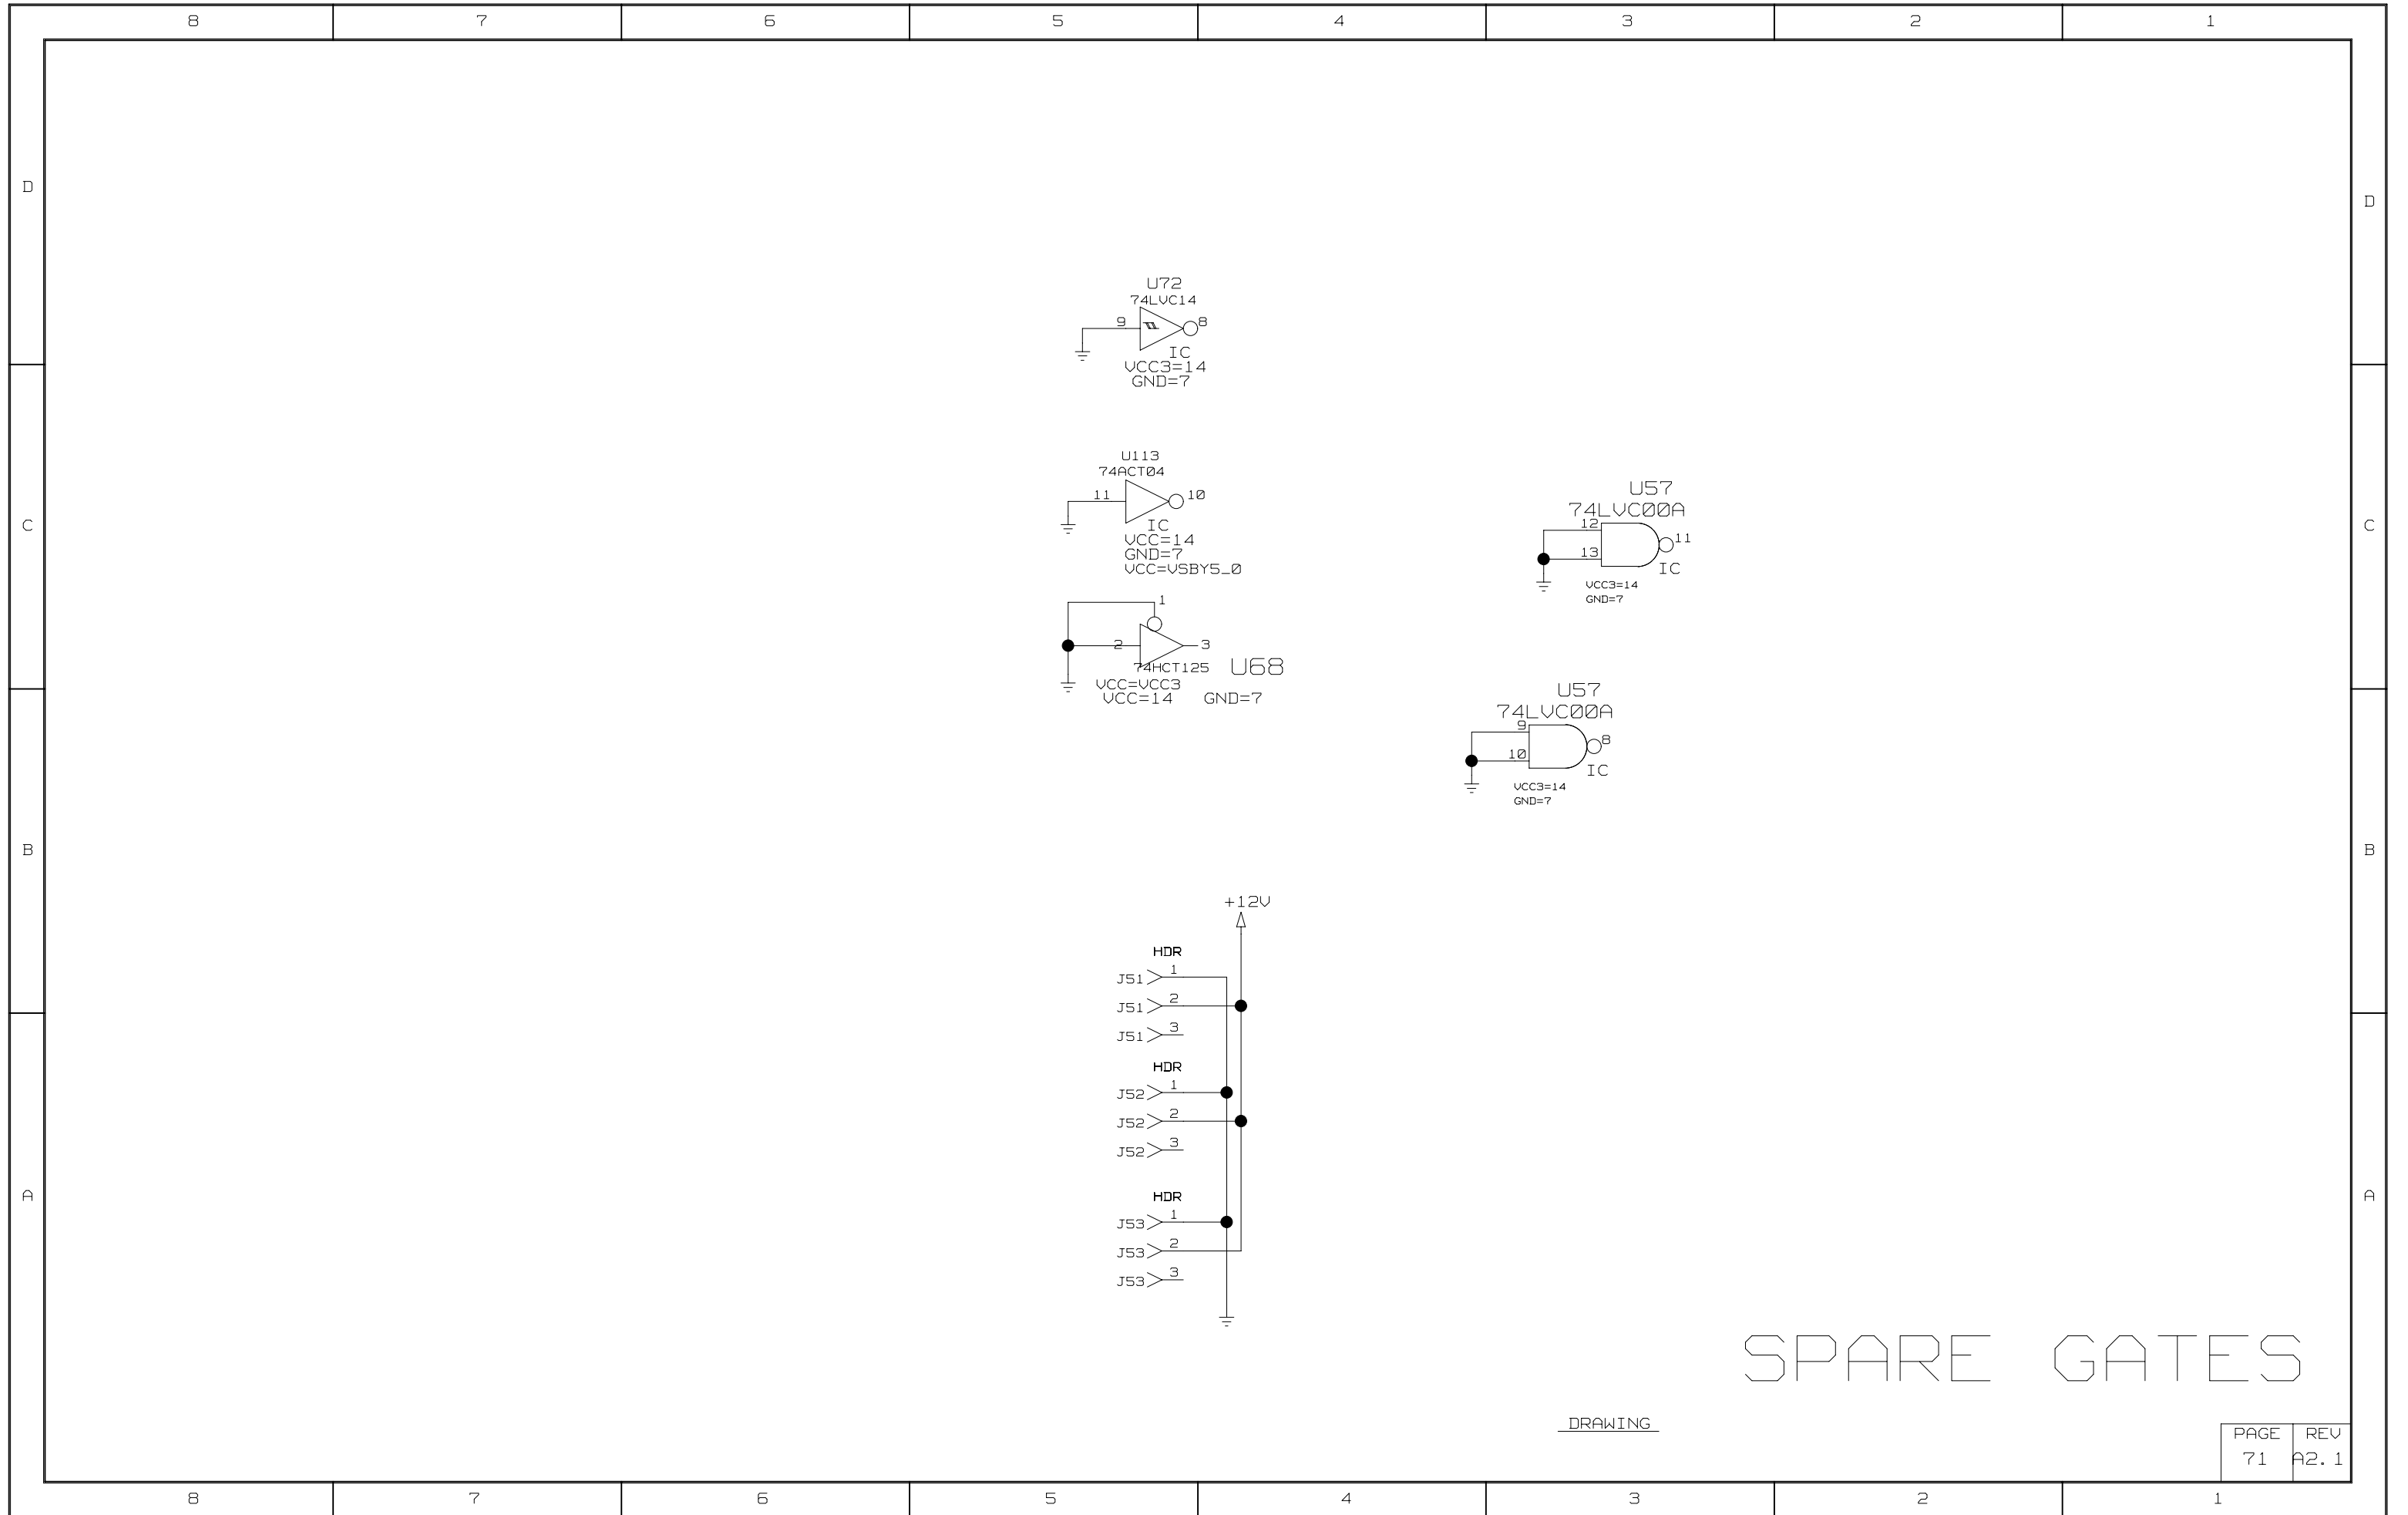 8 7 6 5 4 3 2 1
D
D
U72
74LVC14
9 8
IC
VCC3=14
GND=7
U113
74ACT04
11 10
IC
VCC=14
GND=7
VCC=VSBY5_0
C
C
U57
74LVC00A
12
11
13
IC
VCC3=14
GND=7
1
2 3
74HCT125 U68
VCC=VCC3
VCC=14 GND=7
U57
74LVC00A
9
8
10
IC
VCC3=14
GND=7
B
B
+12V
HDR
J51 1
J51 2
J51 3
HDR
J52 1
J52 2
J52 3
A
A
HDR
J53 1
J53 2
J53 3
SPARE GATES
DRAWING
PAGE REV
71 A2.1
8 7 6 5 4 3 2 1